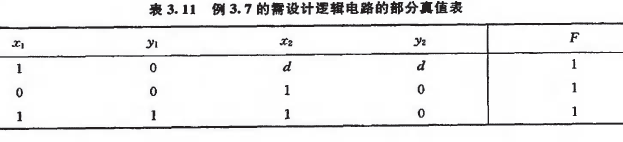 表 3.11 例 3.7 的需设计逻辑电路的部分真值表
x₁ y₁ x₂ y₂ F
1 0 d d 1
0 0 1 0 1
1 1 1 0 1